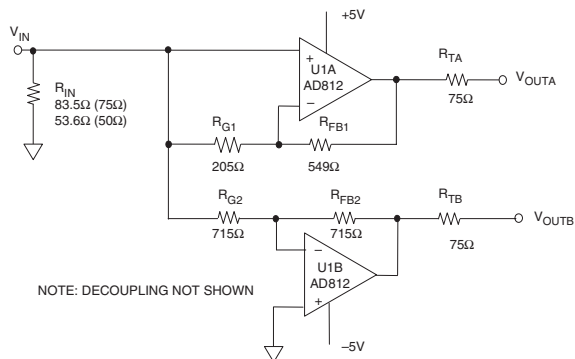 +5V
V_IN
R_IN
83.5Ω (75Ω)
53.6Ω (50Ω)
+
U1A
AD812
−
R_TA
75Ω
V_OUTA
R_G1
205Ω
R_FB1
549Ω
R_G2
715Ω
R_FB2
715Ω
R_TB
75Ω
V_OUTB
−
U1B
AD812
+
−5V
NOTE: DECOUPLING NOT SHOWN